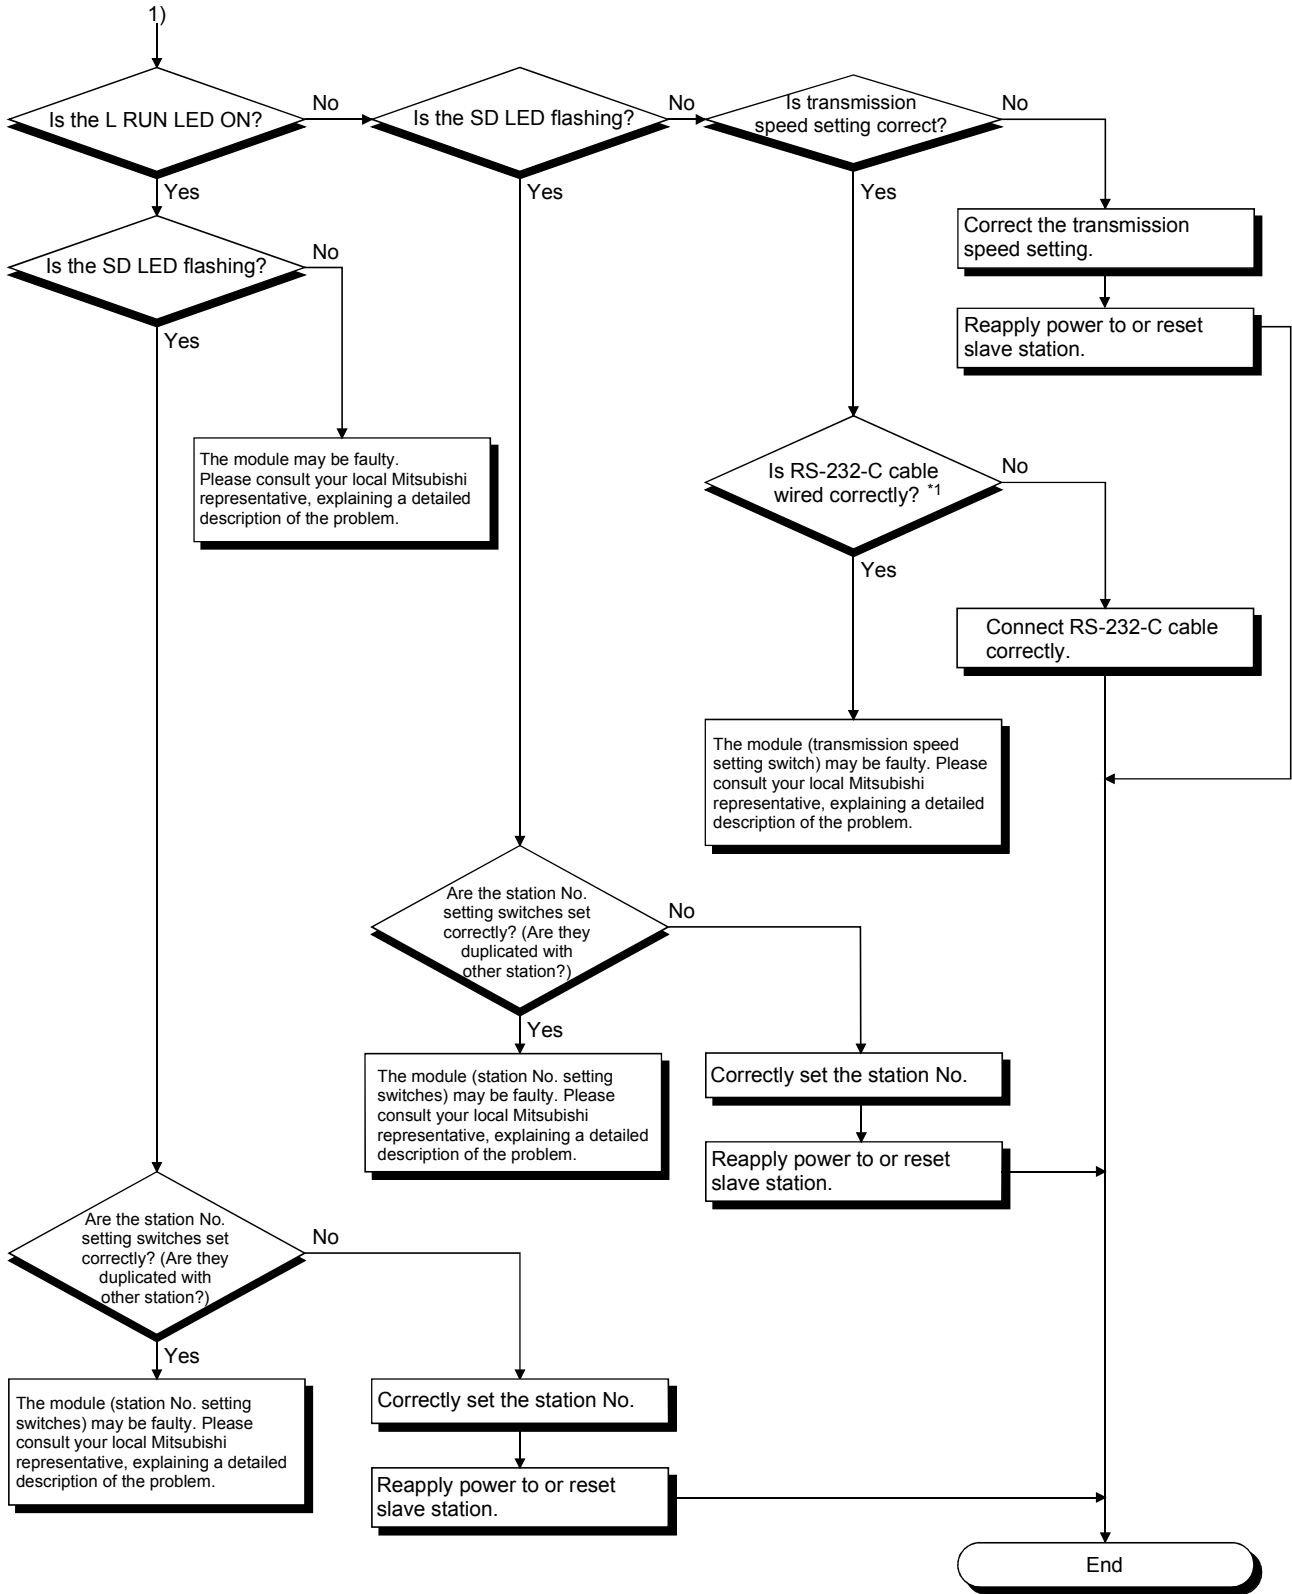 1)
Is the L RUN LED ON?
No
Is the SD LED flashing?
No
Is transmission
speed setting correct?
No
Yes
Yes
Yes
Correct the transmission
speed setting.
Is the SD LED flashing?
No
Yes
Reapply power to or reset
slave station.
The module may be faulty.
Please consult your local Mitsubishi
representative, explaining a detailed
description of the problem.
Is RS-232-C cable
wired correctly? *1
No
Yes
Connect RS-232-C cable
correctly.
The module (transmission speed
setting switch) may be faulty. Please
consult your local Mitsubishi
representative, explaining a detailed
description of the problem.
Are the station No.
setting switches set
correctly? (Are they
duplicated with
other station?)
No
Yes
The module (station No. setting
switches) may be faulty. Please
consult your local Mitsubishi
representative, explaining a detailed
description of the problem.
Correctly set the station No.
Reapply power to or reset
slave station.
Are the station No.
setting switches set
correctly? (Are they
duplicated with
other station?)
No
Yes
The module (station No. setting
switches) may be faulty. Please
consult your local Mitsubishi
representative, explaining a detailed
description of the problem.
Correctly set the station No.
Reapply power to or reset
slave station.
End